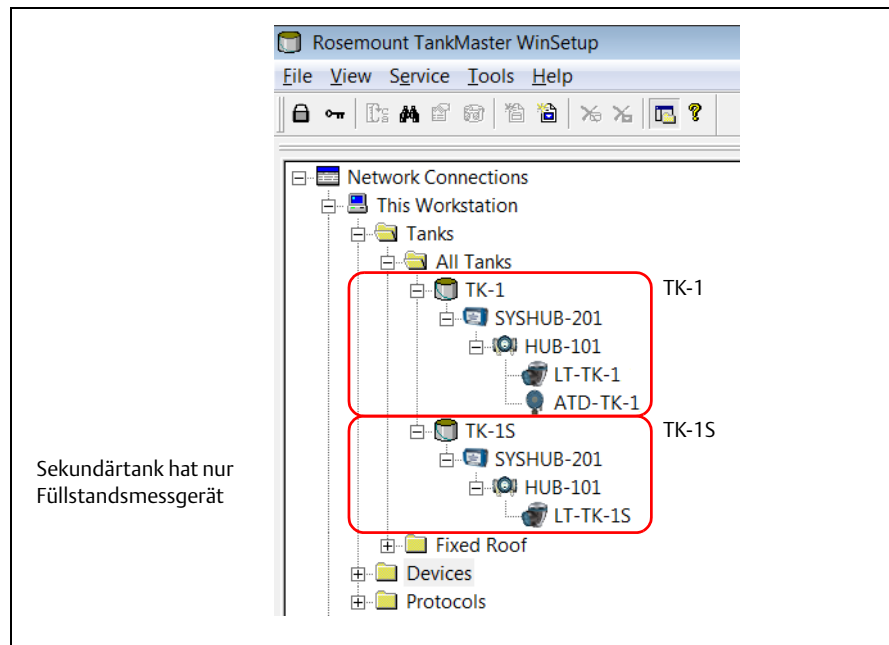 Rosemount TankMaster WinSetup
File View Service Tools Help
Network Connections
This Workstation
Tanks
All Tanks
TK-1
TK-1
SYSHUB-201
HUB-101
LT-TK-1
ATD-TK-1
TK-1S
TK-1S
SYSHUB-201
Sekundärtank hat nur
Füllstandsmessgerät
HUB-101
LT-TK-1S
Fixed Roof
Devices
Protocols